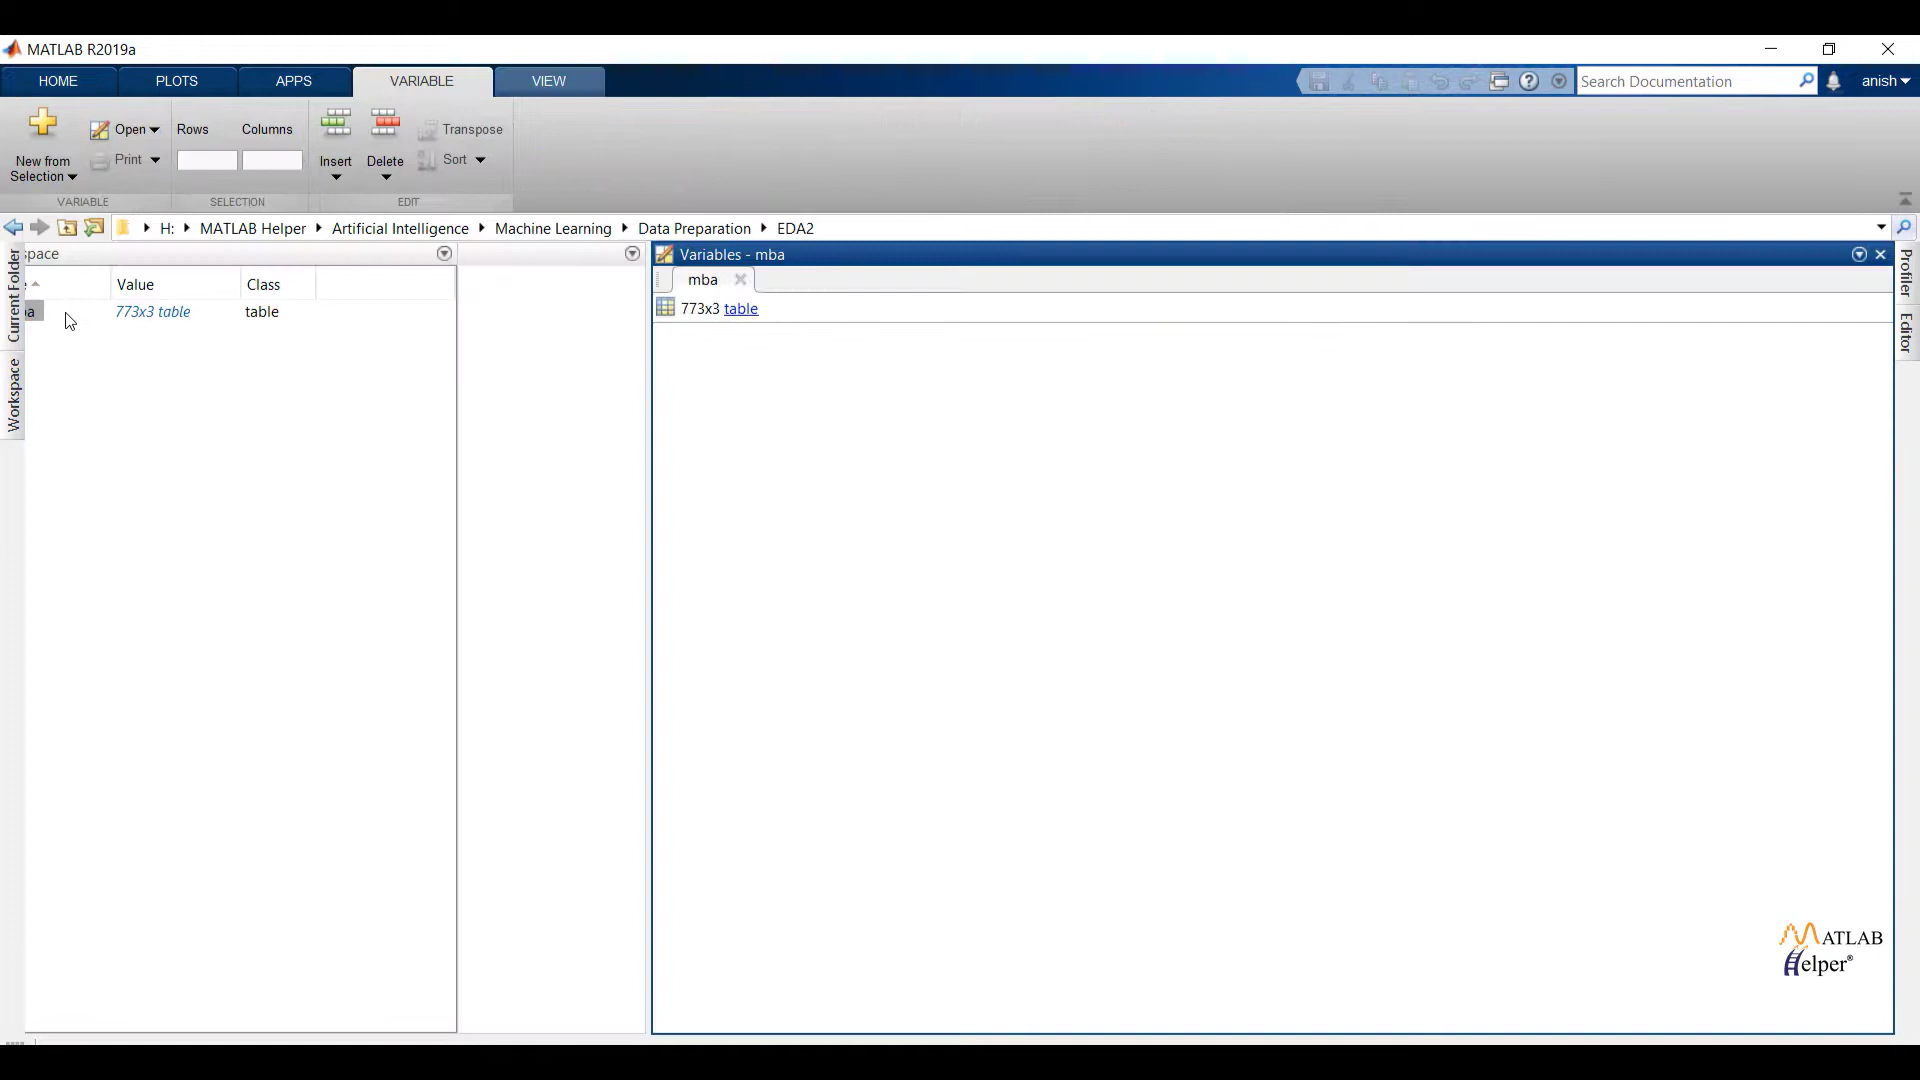 MATLAB R2019a
HOME PLOTS APPS VARIABLE VIEW
Search Documentation
anish
New from
Selection
Open
Print
Rows Columns
Insert
Delete
Transpose
Sort
VARIABLE SELECTION EDIT
H: MATLAB Helper Artificial Intelligence Machine Learning Data Preparation EDA2
Current Folder
Workspace
space
Value Class
a 773x3 table table
Variables - mba
mba
773x3 table
Profiler
Editor
MATLAB
Helper®